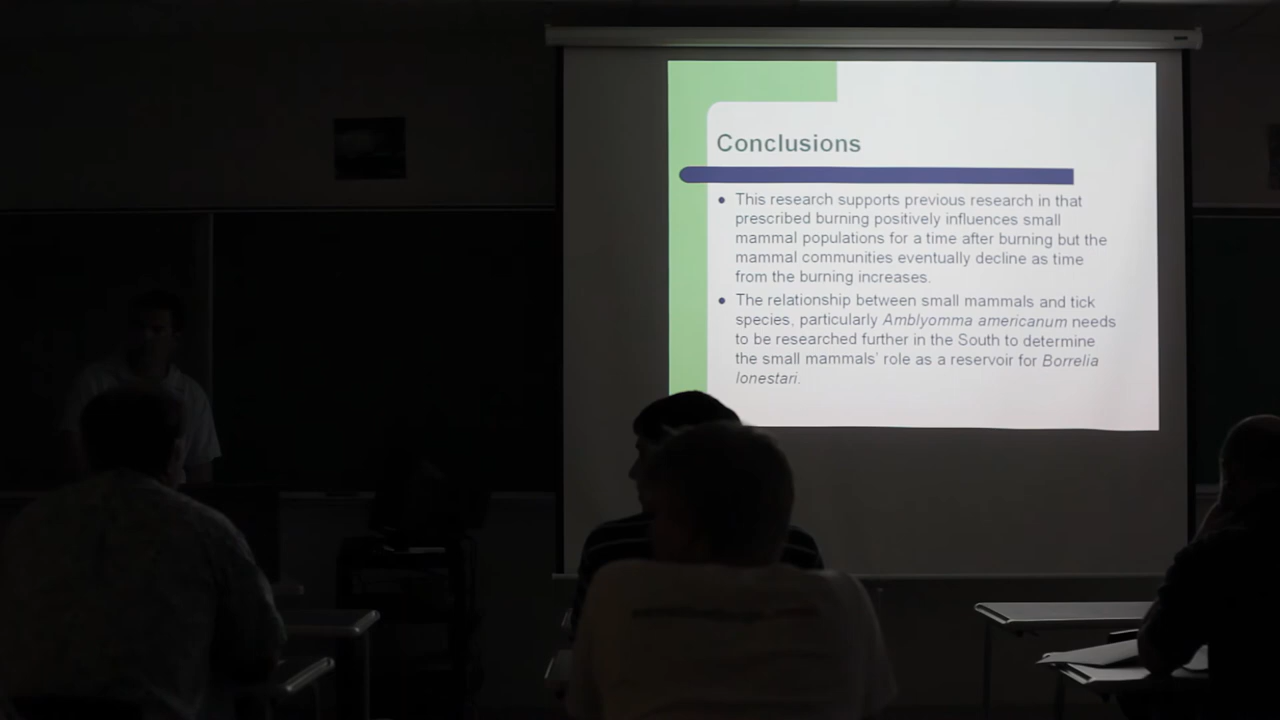 Conclusions
• This research supports previous research in that
prescribed burning positively influences small
mammal populations for a time after burning but the
mammal communities eventually decline as time
from the burning increases.
• The relationship between small mammals and tick
species, particularly Amblyomma americanum needs
to be researched further in the South to determine
the small mammals' role as a reservoir for Borrelia
lonestari.